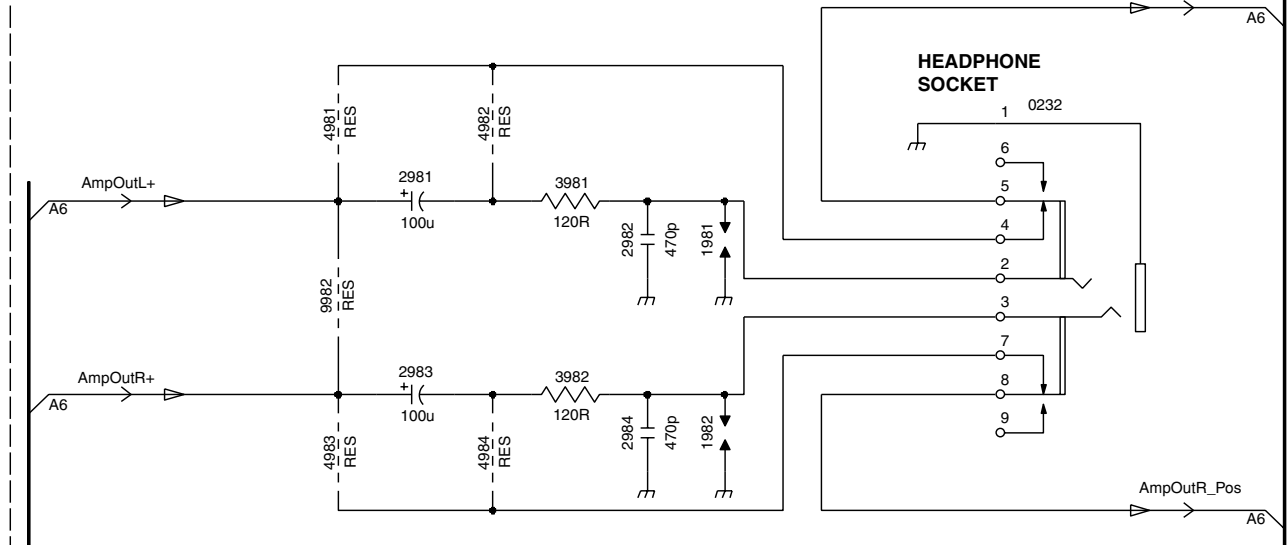 A6
HEADPHONE
SOCKET
1
0232
4981
RES
4982
RES
6
AmpOutL+
A6
2981
+
100u
3981
120R
5
2982
470p
1981
4
2
9982
RES
3
7
AmpOutR+
A6
2983
+
100u
3982
120R
8
4983
RES
4984
RES
2984
470p
1982
9
AmpOutR_Pos
A6